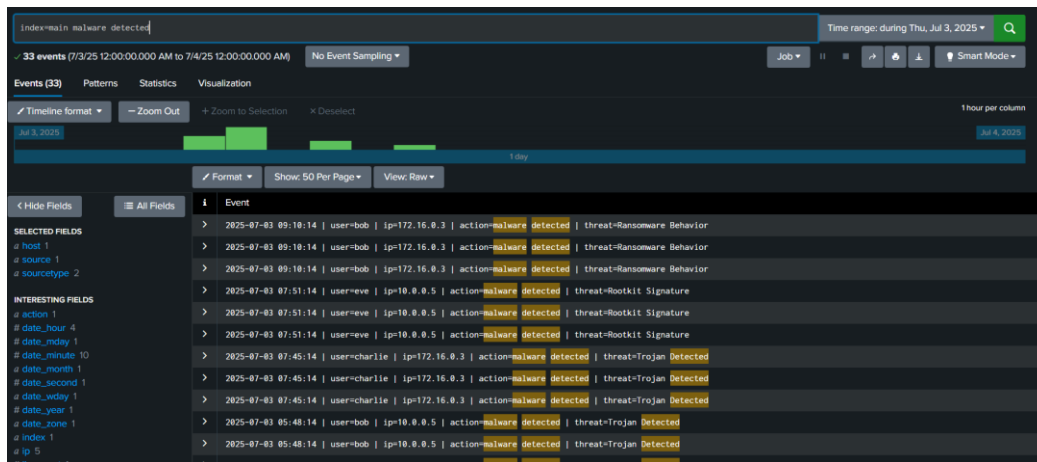 index=main malware detected
Time range: during Thu, Jul 3, 2025
✓ 33 events (7/3/25 12:00:00.000 AM to 7/4/25 12:00:00.000 AM) No Event Sampling Job Smart Mode
Events (33) Patterns Statistics Visualization
Timeline format — Zoom Out + Zoom to Selection × Deselect 1 hour per column
Jul 3, 2025 Jul 4, 2025
1 day
Format Show: 50 Per Page View: Raw
< Hide Fields All Fields
SELECTED FIELDS
a host 1
a source 1
a sourcetype 2
INTERESTING FIELDS
a action 1
# date_hour 4
# date_mday 1
# date_minute 10
a date_month 1
# date_second 1
a date_wday 1
# date_year 1
a date_zone 1
a index 1
a ip 5
i Event
> 2025-07-03 09:10:14 | user=bob | ip=172.16.0.3 | action=malware detected | threat=Ransomware Behavior
> 2025-07-03 09:10:14 | user=bob | ip=172.16.0.3 | action=malware detected | threat=Ransomware Behavior
> 2025-07-03 09:10:14 | user=bob | ip=172.16.0.3 | action=malware detected | threat=Ransomware Behavior
> 2025-07-03 07:51:14 | user=eve | ip=10.0.0.5 | action=malware detected | threat=Rootkit Signature
> 2025-07-03 07:51:14 | user=eve | ip=10.0.0.5 | action=malware detected | threat=Rootkit Signature
> 2025-07-03 07:51:14 | user=eve | ip=10.0.0.5 | action=malware detected | threat=Rootkit Signature
> 2025-07-03 07:45:14 | user=charlie | ip=172.16.0.3 | action=malware detected | threat=Trojan Detected
> 2025-07-03 07:45:14 | user=charlie | ip=172.16.0.3 | action=malware detected | threat=Trojan Detected
> 2025-07-03 07:45:14 | user=charlie | ip=172.16.0.3 | action=malware detected | threat=Trojan Detected
> 2025-07-03 05:48:14 | user=bob | ip=10.0.0.5 | action=malware detected | threat=Trojan Detected
> 2025-07-03 05:48:14 | user=bob | ip=10.0.0.5 | action=malware detected | threat=Trojan Detected